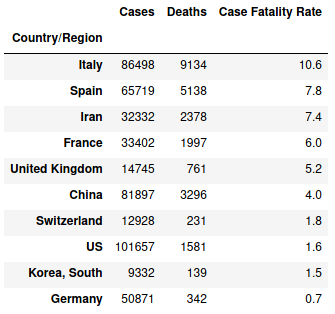 Cases Deaths Case Fatality Rate
Country/Region
Italy 86498 9134 10.6
Spain 65719 5138 7.8
Iran 32332 2378 7.4
France 33402 1997 6.0
United Kingdom 14745 761 5.2
China 81897 3296 4.0
Switzerland 12928 231 1.8
US 101657 1581 1.6
Korea, South 9332 139 1.5
Germany 50871 342 0.7